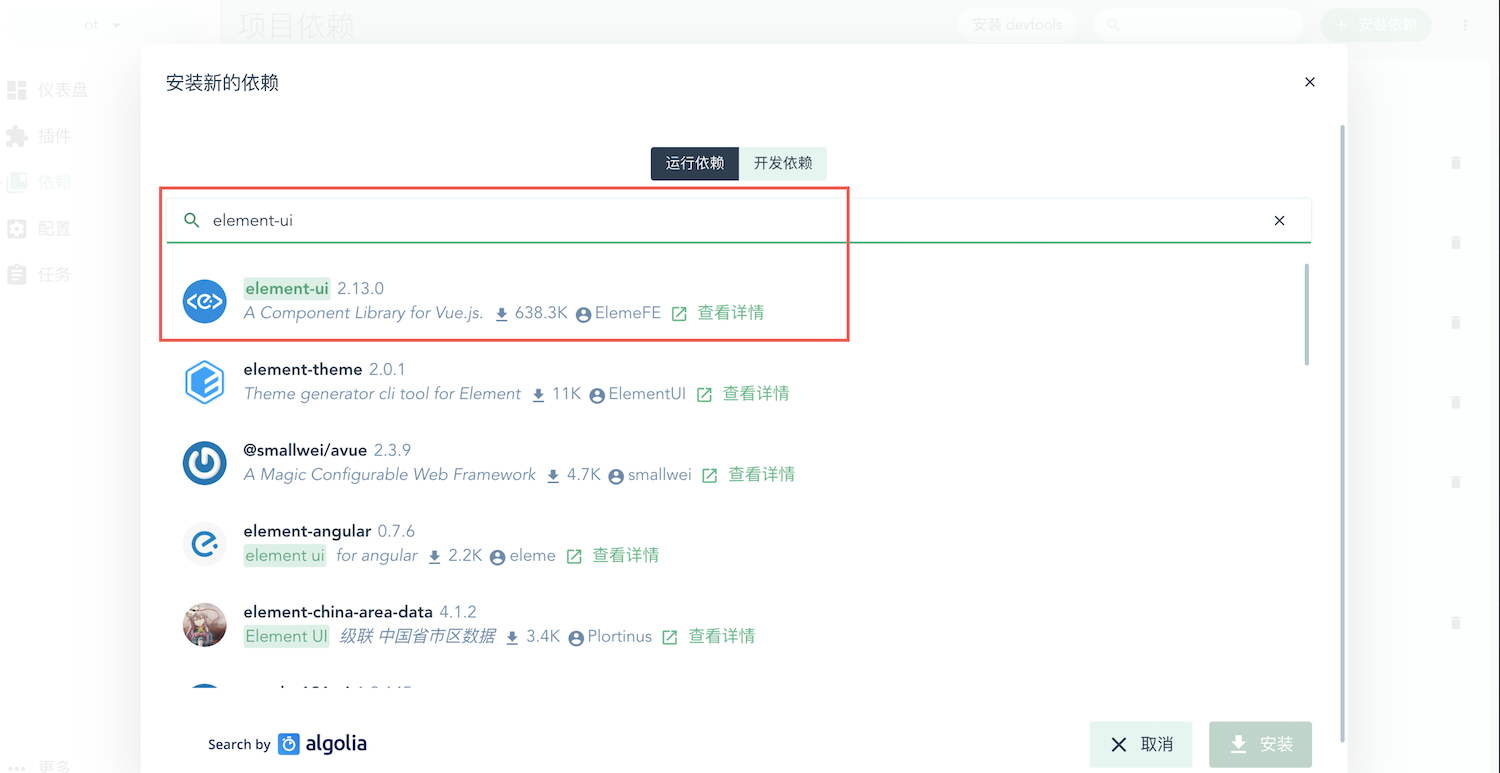 ot
项目依赖
安装 devtools
安装依赖
仪表盘
插件
依赖
配置
任务
更多
安装新的依赖
运行依赖 开发依赖
element-ui
element-ui 2.13.0
A Component Library for Vue.js. 638.3K ElemeFE 查看详情
element-theme 2.0.1
Theme generator cli tool for Element 11K ElementUI 查看详情
@smallwei/avue 2.3.9
A Magic Configurable Web Framework 4.7K smallwei 查看详情
element-angular 0.7.6
element ui for angular 2.2K eleme 查看详情
element-china-area-data 4.1.2
Element UI 级联 中国省市区数据 3.4K Plortinus 查看详情
Search by algolia
取消 安装